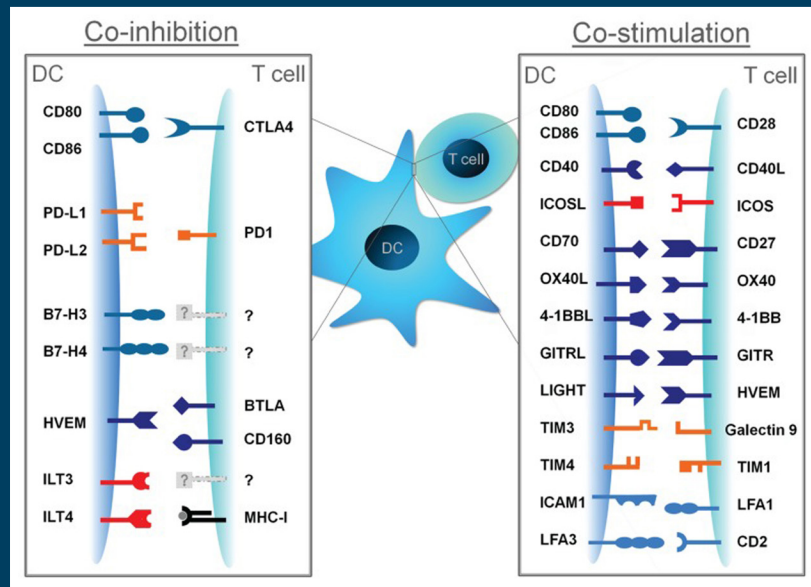 Co-inhibition
DC T cell
CD80
CD86
CTLA4
PD-L1
PD-L2
PD1
B7-H3 ? ?
B7-H4 ? ?
HVEM
BTLA
CD160
ILT3 ? ?
ILT4 MHC-I
T cell
DC
Co-stimulation
DC T cell
CD80
CD86
CD28
CD40 CD40L
ICOSL ICOS
CD70 CD27
OX40L OX40
4-1BBL 4-1BB
GITRL GITR
LIGHT HVEM
TIM3 Galectin 9
TIM4 TIM1
ICAM1 LFA1
LFA3 CD2